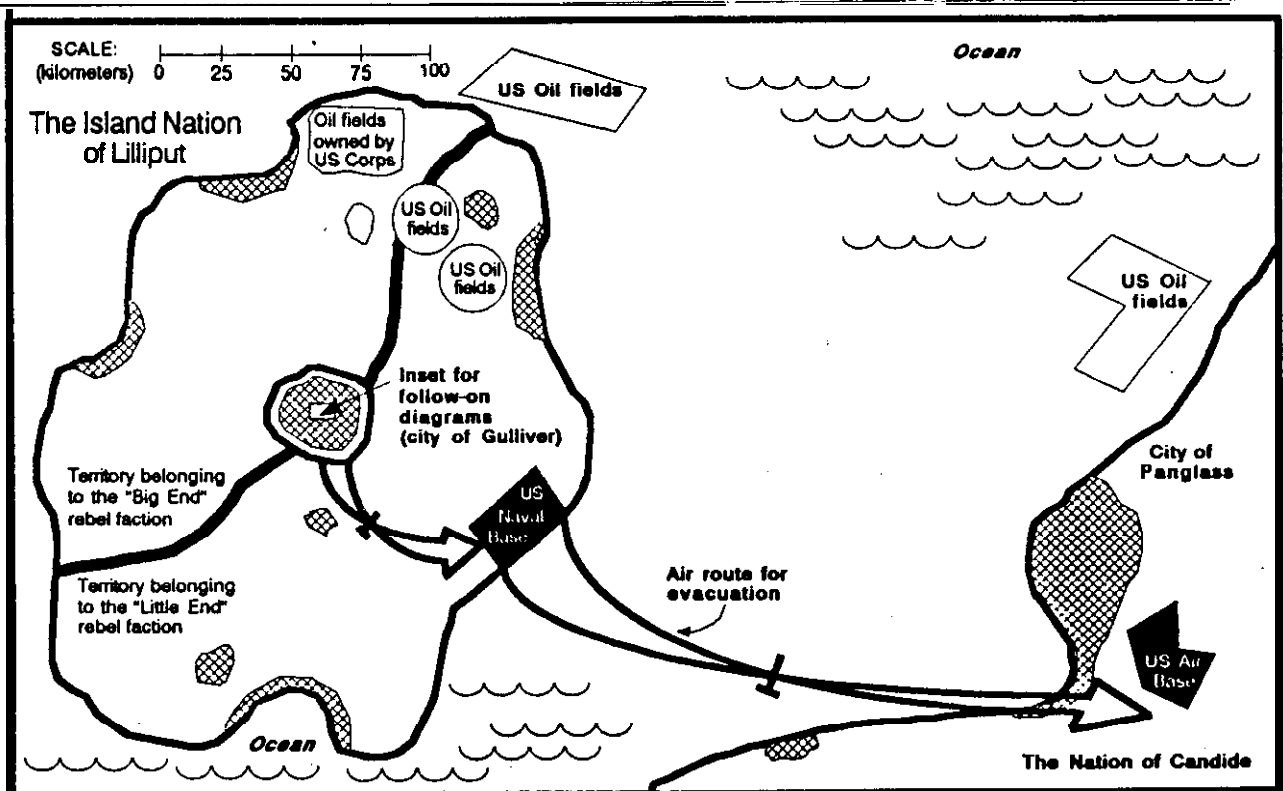 SCALE:
(kilometers) 0 25 50 75 100
Ocean
US Oil fields
The Island Nation
of Lilliput
Oil fields
owned by
US Corps
US Oil
fields
US Oil
fields
US Oil
fields
Inset for
follow-on
diagrams
(city of Gulliver)
City of
Panglass
Territory belonging
to the "Big End"
rebel faction
US
Naval
Base
Territory belonging
to the "Little End"
rebel faction
Air route for
evacuation
US Air
Base
Ocean
The Nation of Candide